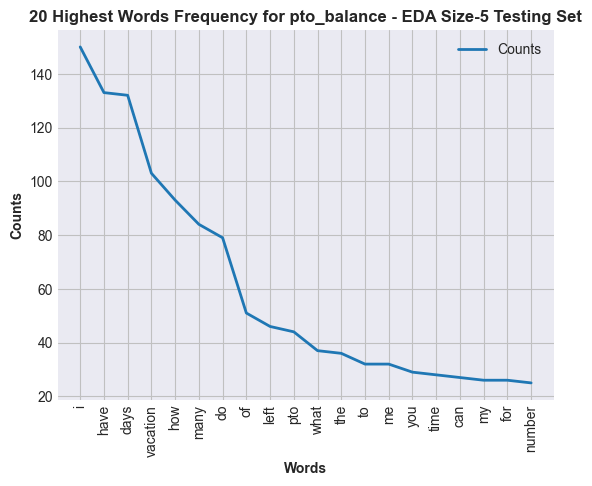 20 Highest Words Frequency for pto_balance - EDA Size-5 Testing Set
Counts
140
120
100
80
60
40
20
Counts
i
have
days
vacation
how
many
do
of
left
pto
what
the
to
me
you
time
can
my
for
number
Words